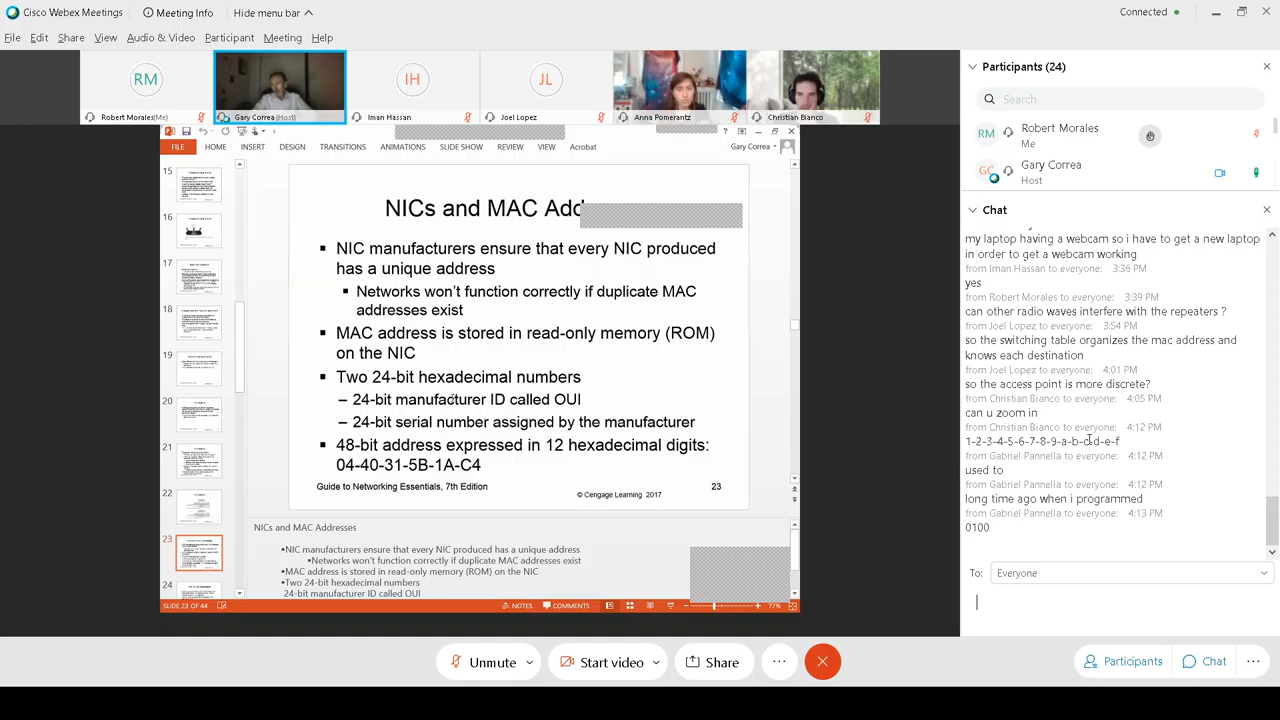 Cisco Webex Meetings
Meeting Info
Hide menu bar
Connected
File Edit Share View Audio & Video Participant Meeting Help
RM
Robert Morales(Me)
Gary Correa(Host)
IH
Iman Hassan
JL
Joel Lopez
Anna Pomerantz
Christian Bianco
FILE HOME INSERT DESIGN TRANSITIONS ANIMATIONS SLIDE SHOW REVIEW VIEW Acrobat
Gary Correa
15
16
17
18
19
20
21
22
23
24
NICs and MAC Add
▪ NIC manufacturers ensure that every NIC produced
has a unique address
▪ Networks won't function correctly if duplicate MAC
addresses exist
▪ MAC address is stored in read-only memory (ROM)
on the NIC
▪ Two 24-bit hexadecimal numbers
– 24-bit manufacturer ID called OUI
– 24-bit serial number assigned by the manufacturer
▪ 48-bit address expressed in 12 hexadecimal digits:
04-40-31-5B-1A-C4
Guide to Networking Essentials, 7th Edition
© Cengage Learning 2017
23
NICs and MAC Addresses
▪NIC manufacturers ensure that every NIC produced has a unique address
▪Networks won't function correctly if duplicate MAC addresses exist
▪MAC address is stored in read-only memory (ROM) on the NIC
▪Two 24-bit hexadecimal numbers
24-bit manufacturer ID called OUI
SLIDE 23 OF 44
NOTES
COMMENTS
77%
Participants (24)
Search
RM
Robert Morales
Me
GC
Gary Correa
Host
Chat
my laptop having a webcam so i have to get a new laptop
in order to get a webcam working
from Iman Hassan to everyone: 3:36 PM
yes
from Robert Morales to everyone: 3:39 PM
from Joel Lopez to everyone: 3:54 PM
so the switching table organizes the mac address and
knows each destination
from Joel Lopez to everyone: 4:01 PM
so the access point is more discrete?
from Christian Bianco to everyone: 4:05 PM
can u zoom in
1-2-3-4-5-6-7-8-9-a-b-c-d-e-f
from Gabriel Pannella to everyone: 4:12 PM
used to
from Gabriel Pannella to everyone: 4:12 PM
long time ago when programmed
from Gabriel Pannella to everyone: 4:13 PM
0100
To: Everyone
Unmute
Start video
Share
Participants
Chat